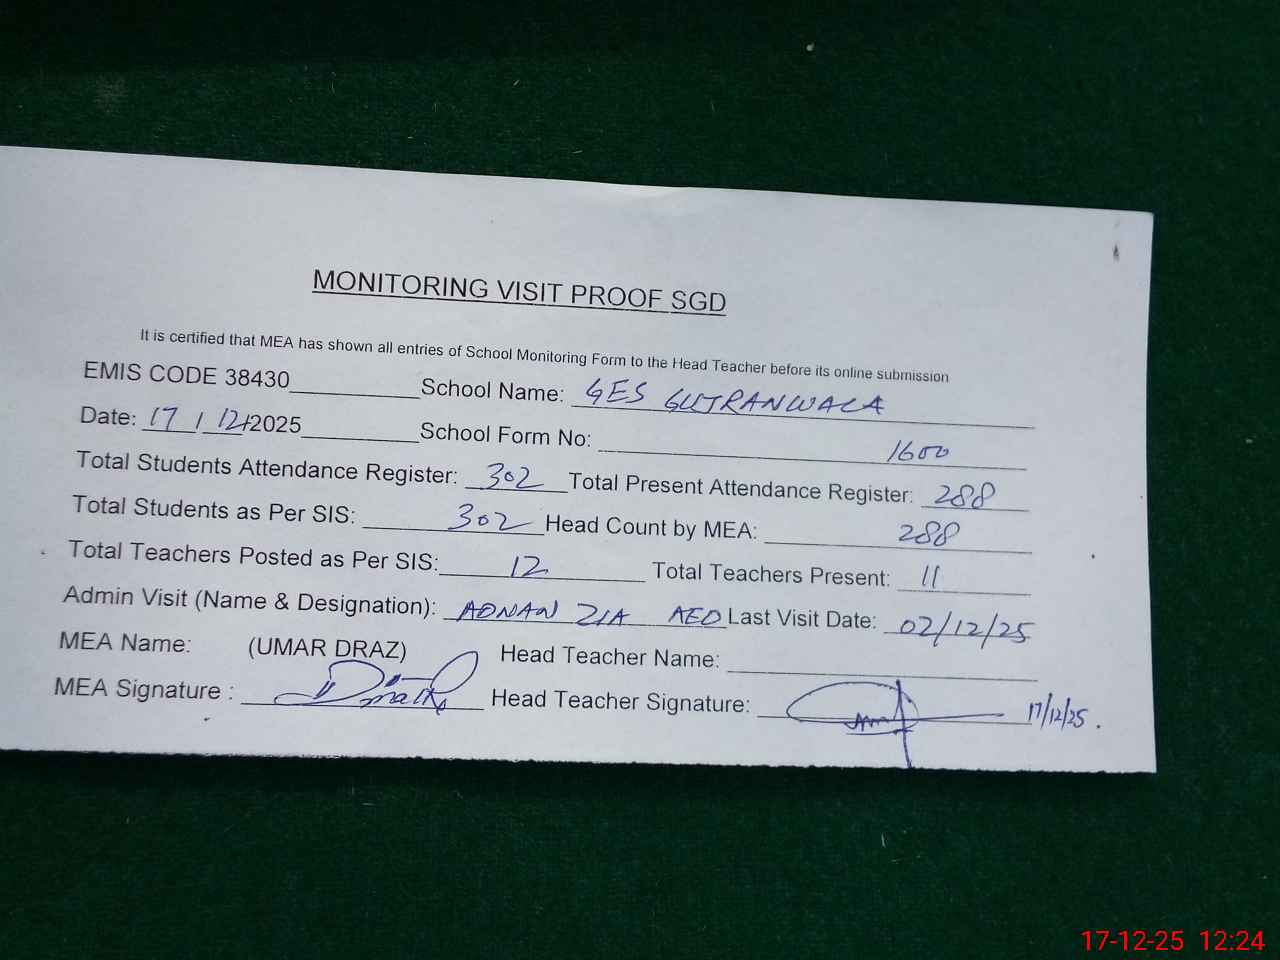 MONITORING VISIT PROOF SGD
It is certified that MEA has shown all entries of School Monitoring Form to the Head Teacher before its online submission
EMIS CODE 38430__________ School Name: GES GUJRANWALA
Date: 17 / 12/2025_________ School Form No: 1600
Total Students Attendance Register: 302 Total Present Attendance Register: 288
Total Students as Per SIS: 302 Head Count by MEA: 288
Total Teachers Posted as Per SIS: 12 Total Teachers Present: 11
Admin Visit (Name & Designation): ADNAN ZIA AEO Last Visit Date: 02/12/25
MEA Name: (UMAR DRAZ) Head Teacher Name: __________
MEA Signature : Head Teacher Signature: 17/12/25.
17-12-25 12:24